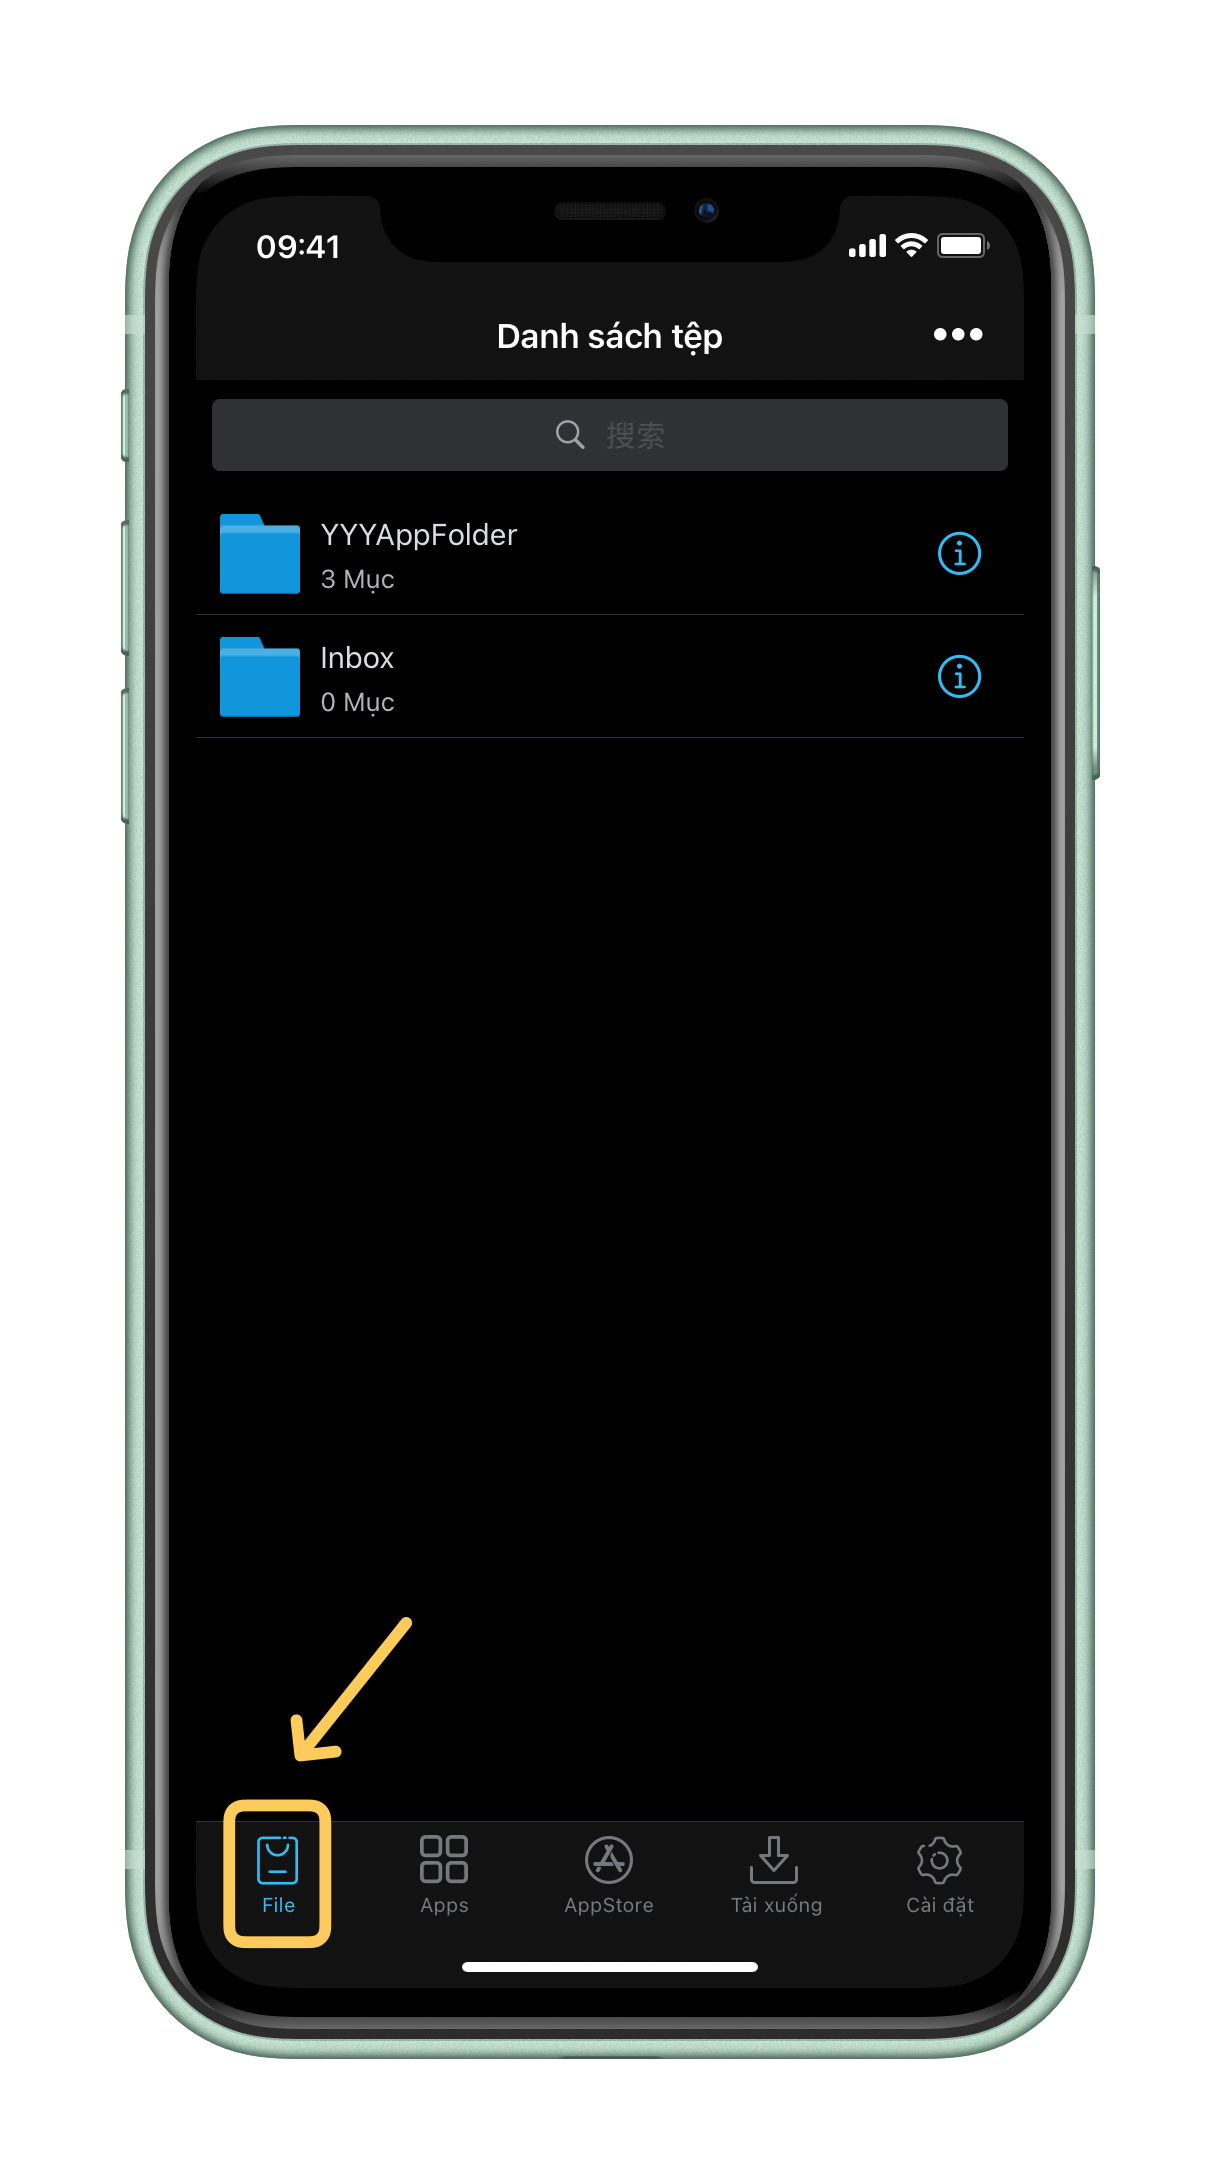 09:41
Danh sách tệp
搜索
YYYAppFolder
3 Mục
Inbox
0 Mục
File
Apps
AppStore
Tải xuống
Cài đặt